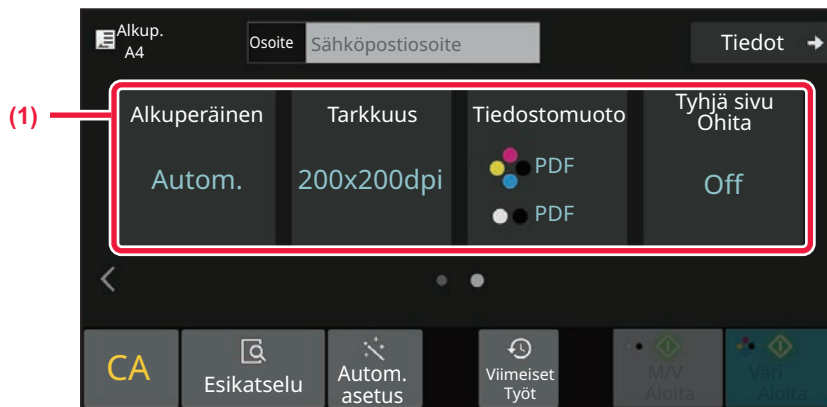 Alkup.
A4
Osoite
Sähköpostiosoite
Tiedot
(1)
Alkuperäinen
Autom.
Tarkkuus
200x200dpi
Tiedostomuoto
PDF
PDF
Tyhjä sivu
Ohita
Off
CA
Esikatselu
Autom.
asetus
Viimeiset
Työt
M/V
Aloita
Väri
Aloita